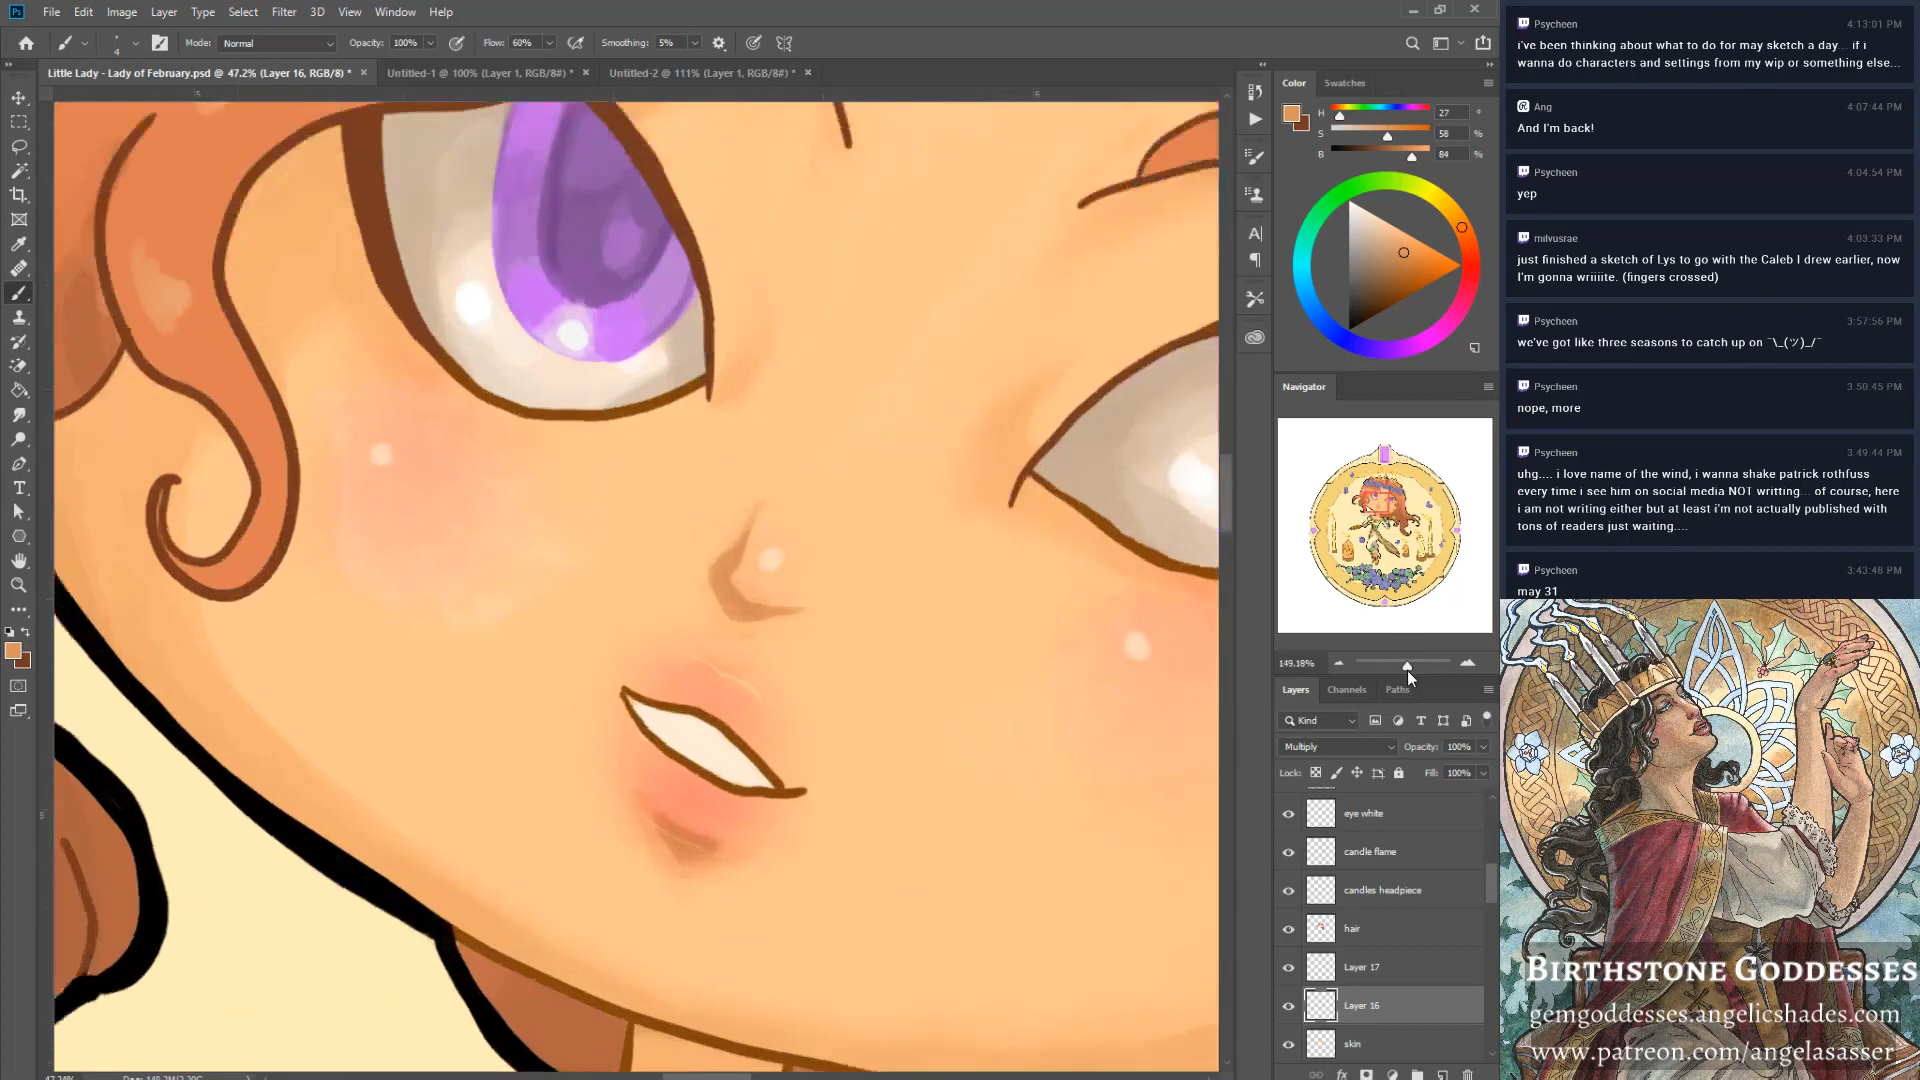 File Edit Image Layer Type Select Filter 3D View Window Help
Mode: Normal Opacity: 100% Flow: 60% Smoothing: 5%
4
Little Lady - Lady of February.psd @ 47.2% (Layer 16, RGB/8) * Untitled-1 @ 100% (Layer 1, RGB/8#) * Untitled-2 @ 111% (Layer 1, RGB/8#) *
Color Swatches
H 27 °
S 58 %
B 84 %
Navigator
149.18%
Layers Channels Paths
Kind
Multiply Opacity: 100%
Lock: Fill: 100%
eye white
candle flame
candles headpiece
hair
Layer 17
Layer 16
skin
Psycheen 4:13:01 PM
i've been thinking about what to do for may sketch a day... if i
wanna do characters and settings from my wip or something else...
Ang 4:07:44 PM
And I'm back!
Psycheen 4:04:54 PM
yep
milvusrae 4:03:33 PM
just finished a sketch of Lys to go with the Caleb I drew earlier, now
I'm gonna wriiiite. (fingers crossed)
Psycheen 3:57:56 PM
we've got like three seasons to catch up on ¯\_(ツ)_/¯
Psycheen 3:50:45 PM
nope, more
Psycheen 3:49:44 PM
uhg.... i love name of the wind, i wanna shake patrick rothfuss
every time i see him on social media NOT writting... of course, here
i am not writing either but at least i'm not actually published with
tons of readers just waiting....
Psycheen 3:43:48 PM
may 31
Birthstone Goddesses
gemgoddesses.angelicshades.com
www.patreon.com/angelasasser